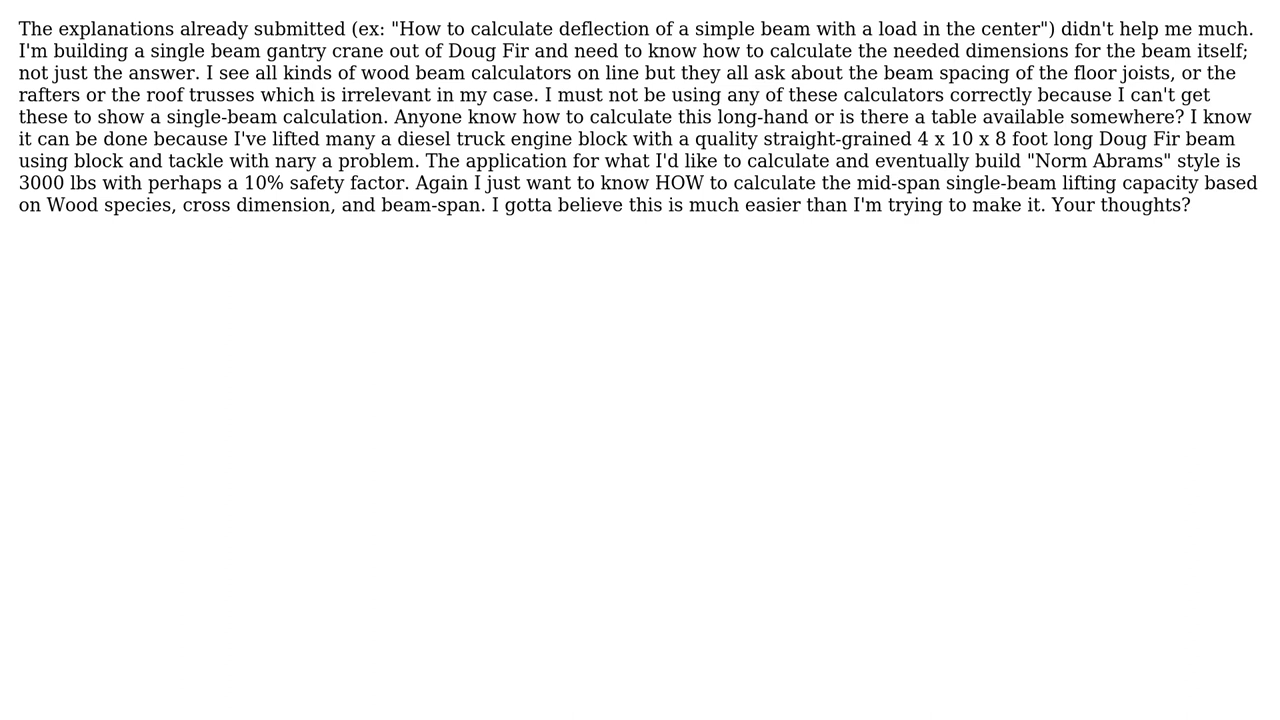 The explanations already submitted (ex: "How to calculate deflection of a simple beam with a load in the center") didn't help me much.
I'm building a single beam gantry crane out of Doug Fir and need to know how to calculate the needed dimensions for the beam itself;
not just the answer. I see all kinds of wood beam calculators on line but they all ask about the beam spacing of the floor joists, or the
rafters or the roof trusses which is irrelevant in my case. I must not be using any of these calculators correctly because I can't get
these to show a single-beam calculation. Anyone know how to calculate this long-hand or is there a table available somewhere? I know
it can be done because I've lifted many a diesel truck engine block with a quality straight-grained 4 x 10 x 8 foot long Doug Fir beam
using block and tackle with nary a problem. The application for what I'd like to calculate and eventually build "Norm Abrams" style is
3000 lbs with perhaps a 10% safety factor. Again I just want to know HOW to calculate the mid-span single-beam lifting capacity based
on Wood species, cross dimension, and beam-span. I gotta believe this is much easier than I'm trying to make it. Your thoughts?